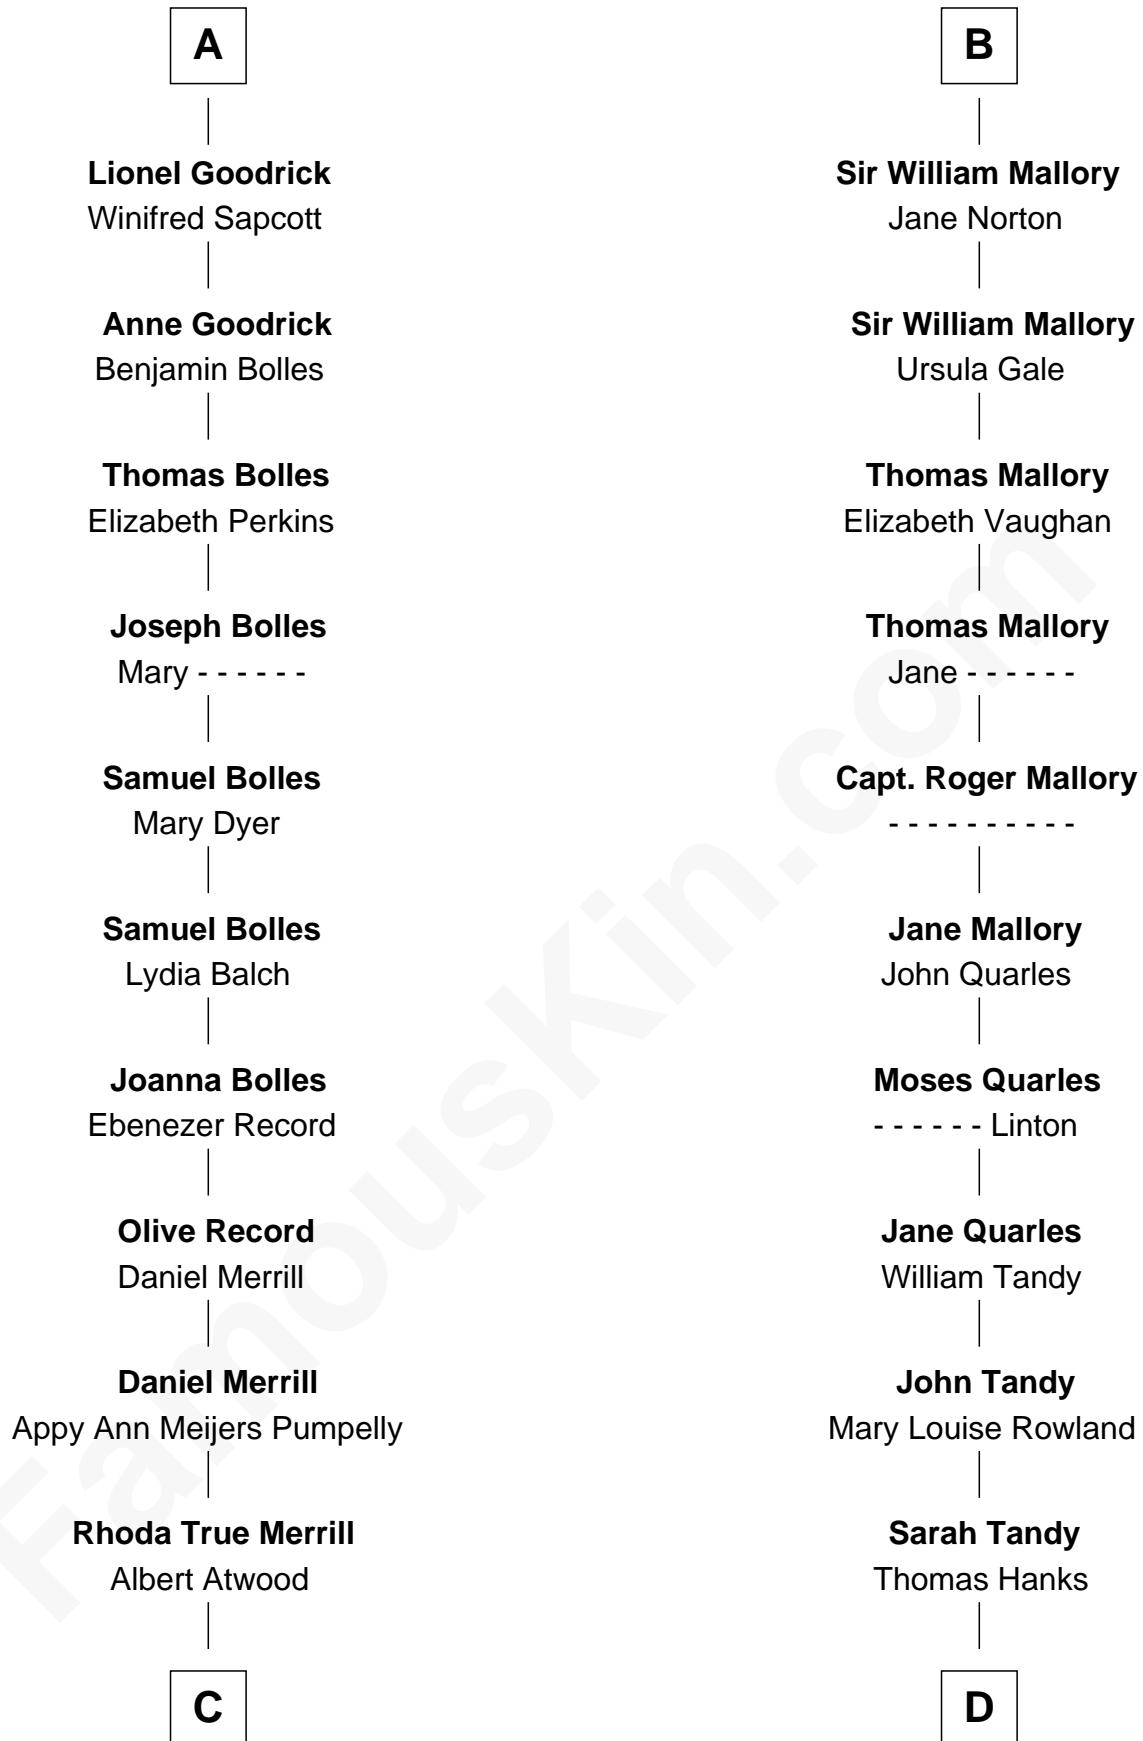 A
Lionel Goodrick
Winifred Sapcott
Anne Goodrick
Benjamin Bolles
Thomas Bolles
Elizabeth Perkins
Joseph Bolles
Mary - - - - - -
Samuel Bolles
Mary Dyer
Samuel Bolles
Lydia Balch
Joanna Bolles
Ebenezer Record
Olive Record
Daniel Merrill
Daniel Merrill
Appy Ann Meijers Pumpelly
Rhoda True Merrill
Albert Atwood
C
B
Sir William Mallory
Jane Norton
Sir William Mallory
Ursula Gale
Thomas Mallory
Elizabeth Vaughan
Thomas Mallory
Jane - - - - - -
Capt. Roger Mallory
- - - - - - - - - -
Jane Mallory
John Quarles
Moses Quarles
- - - - - - Linton
Jane Quarles
William Tandy
John Tandy
Mary Louise Rowland
Sarah Tandy
Thomas Hanks
D
FamousKin.com